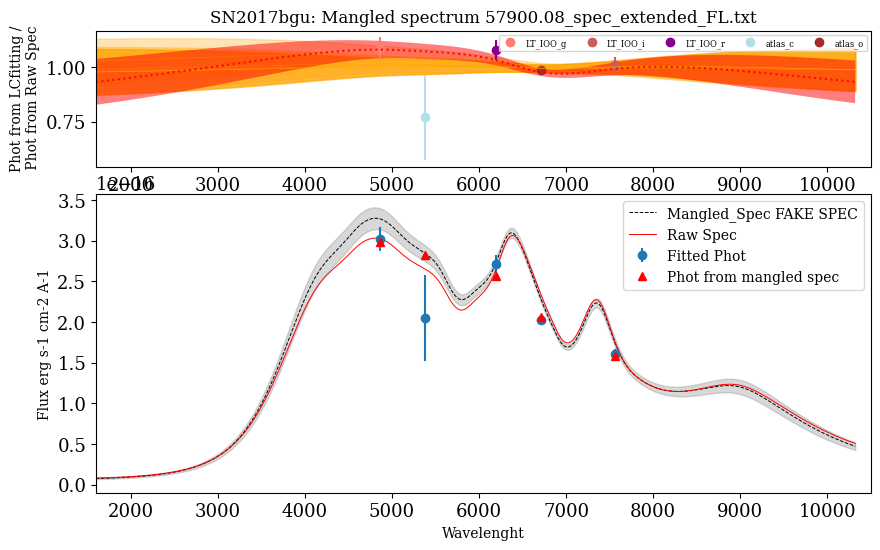 SN2017bgu: Mangled spectrum 57900.08_spec_extended_FL.txt
Phot from LCfitting /
Phot from Raw Spec
1.00
0.75
LT_IOO_g LT_IOO_i LT_IOO_r atlas_c atlas_o
2000 3000 4000 5000 6000 7000 8000 9000 10000
1e−16
Flux erg s-1 cm-2 A-1
3.5
3.0
2.5
2.0
1.5
1.0
0.5
0.0
Mangled_Spec FAKE SPEC
Raw Spec
Fitted Phot
Phot from mangled spec
2000 3000 4000 5000 6000 7000 8000 9000 10000
Wavelenght